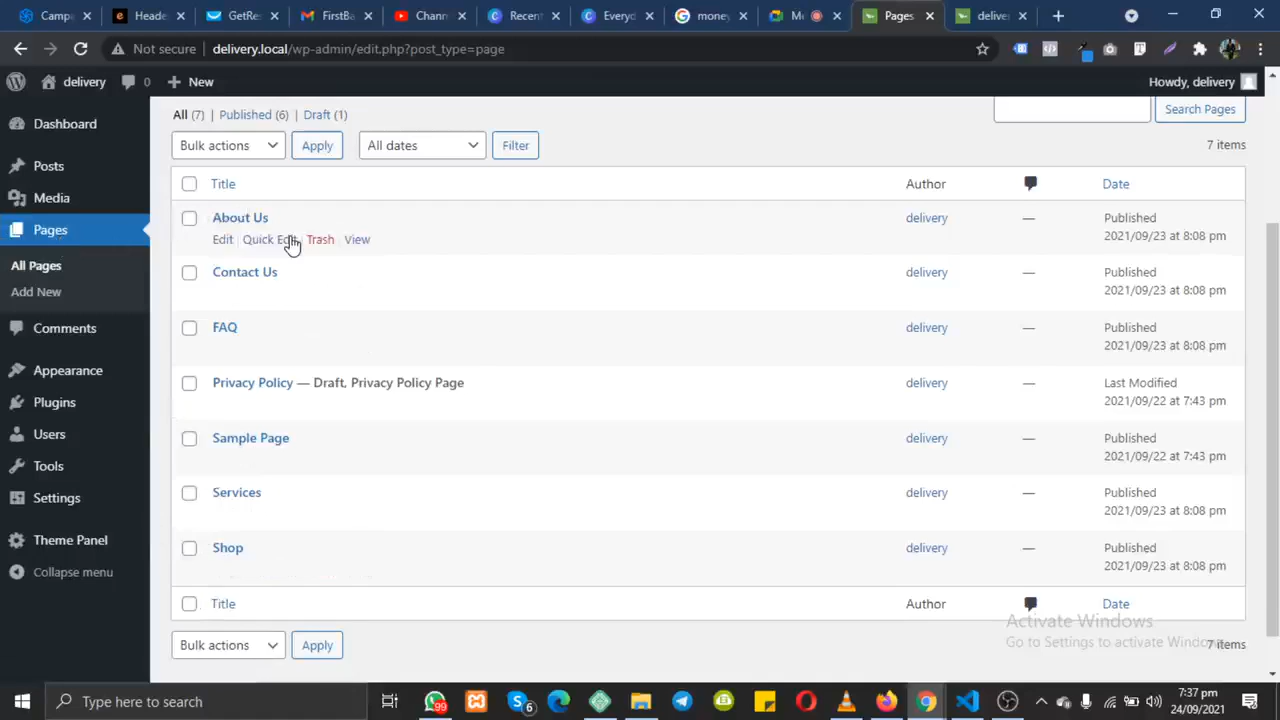 Campa
Heade
GetRes
FirstBa
Chann
Recent
Everyd
money
Me
Pages
deliver
Not secure delivery.local/wp-admin/edit.php?post_type=page
delivery 0 New Howdy, delivery
All (7) | Published (6) | Draft (1)
Search Pages
Bulk actions Apply All dates Filter 7 items
Dashboard
Posts
Media
Pages
All Pages
Add New
Comments
Appearance
Plugins
Users
Tools
Settings
Theme Panel
Collapse menu
Title Author Date
About Us delivery — Published
2021/09/23 at 8:08 pm
Edit | Quick Edit | Trash | View
Contact Us delivery — Published
2021/09/23 at 8:08 pm
FAQ delivery — Published
2021/09/23 at 8:08 pm
Privacy Policy — Draft, Privacy Policy Page delivery — Last Modified
2021/09/22 at 7:43 pm
Sample Page delivery — Published
2021/09/22 at 7:43 pm
Services delivery — Published
2021/09/23 at 8:08 pm
Shop delivery — Published
2021/09/23 at 8:08 pm
Title Author Date
Bulk actions Apply 7 items
Activate Windows
Go to Settings to activate Windows.
Type here to search
99
6
7:37 pm
24/09/2021